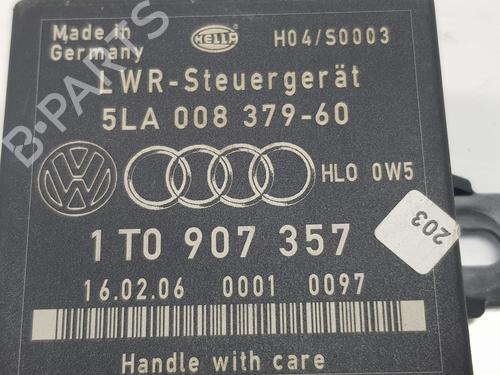 Made in
Germany
HELLA
H04/S0003
LWR-Steuergerät
5LA 008 379-60
HLO 0W5
1T0 907 357
203
16.02.06 0001 0097
Handle with care
B-PARTS